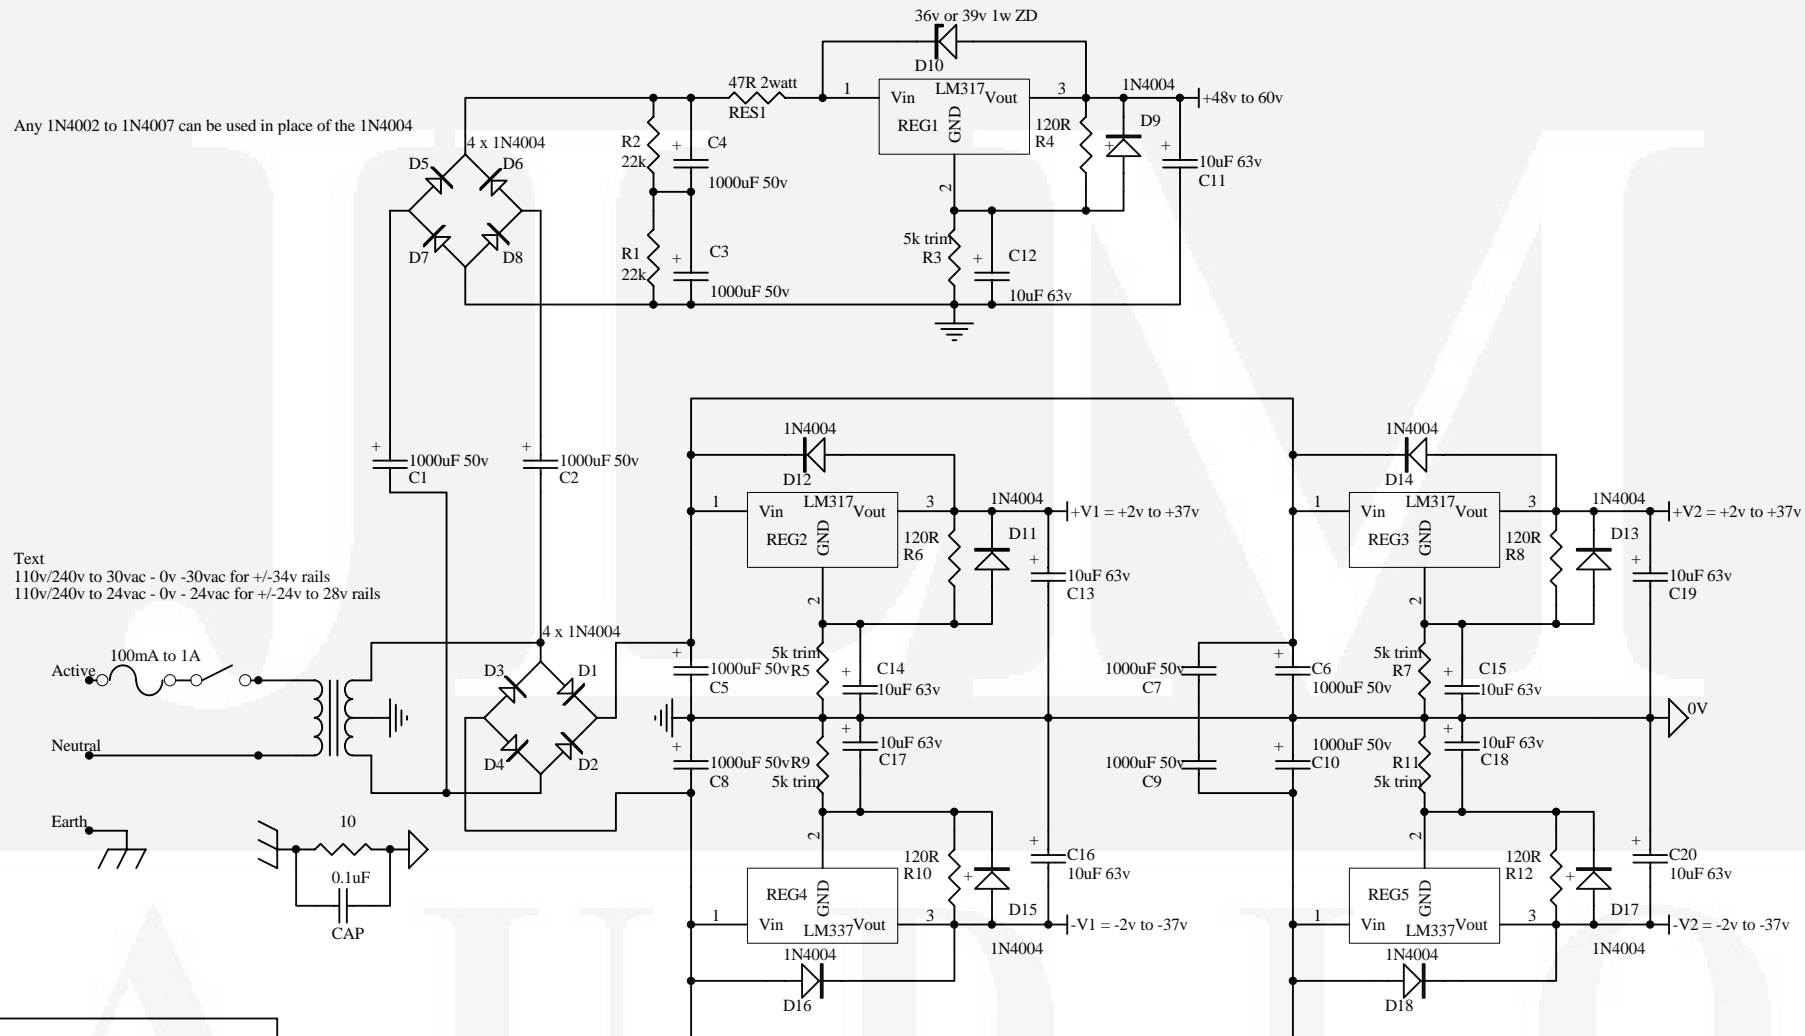 36v or 39v 1w ZD
D10
47R 2watt
RES1
1
Vin
LM317
Vout
3
REG1
GND
2
1N4004
+48v to 60v
D9
120R
R4
+
+
10uF 63v
C11
Any 1N4002 to 1N4007 can be used in place of the 1N4004
4 x 1N4004
D5
D6
D7
D8
R2
22k
+
C4
1000uF 50v
R1
22k
+
C3
1000uF 50v
5k trim
R3
+
C12
10uF 63v
+
1000uF 50v
C1
+
1000uF 50v
C2
1N4004
D12
1
Vin
LM317
Vout
3
REG2
GND
2
1N4004
+V1 = +2v to +37v
D11
120R
R6
+
10uF 63v
C13
1N4004
D14
1
Vin
LM317
Vout
3
REG3
GND
2
1N4004
+V2 = +2v to +37v
D13
120R
R8
+
10uF 63v
C19
Text
110v/240v to 30vac - 0v -30vac for +/-34v rails
110v/240v to 24vac - 0v - 24vac for +/-24v to 28v rails
4 x 1N4004
D3
D1
D4
D2
Active
100mA to 1A
Neutral
Earth
10
0.1uF
CAP
+
1000uF 50v
C5
5k trim
R5
+
C14
10uF 63v
1000uF 50v
C7
+
C6
1000uF 50v
5k trim
R7
+
C15
10uF 63v
0V
+
1000uF 50v
C8
R9
5k trim
+
10uF 63v
C17
1000uF 50v
C9
+
1000uF 50v
C10
R11
5k trim
+
10uF 63v
C18
2
120R
R10
+
D15
1N4004
+
C16
10uF 63v
REG4
GND
1
Vin
LM337
Vout
3
-V1 = -2v to -37v
1N4004
D16
2
120R
R12
+
D17
1N4004
+
C20
10uF 63v
REG5
GND
1
Vin
LM337
Vout
3
-V2 = -2v to -37v
1N4004
D18
JLM
AUDIO